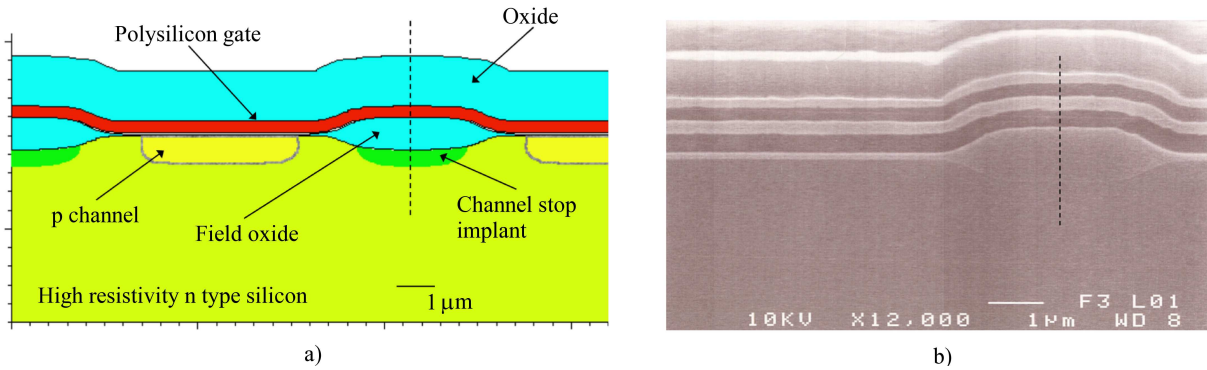 Oxide
Polysilicon gate
p channel
Field oxide
Channel stop
implant
High resistivity n type silicon
1 μm
a)
F3 L01
10KV X12,000 1μm WD 8
b)